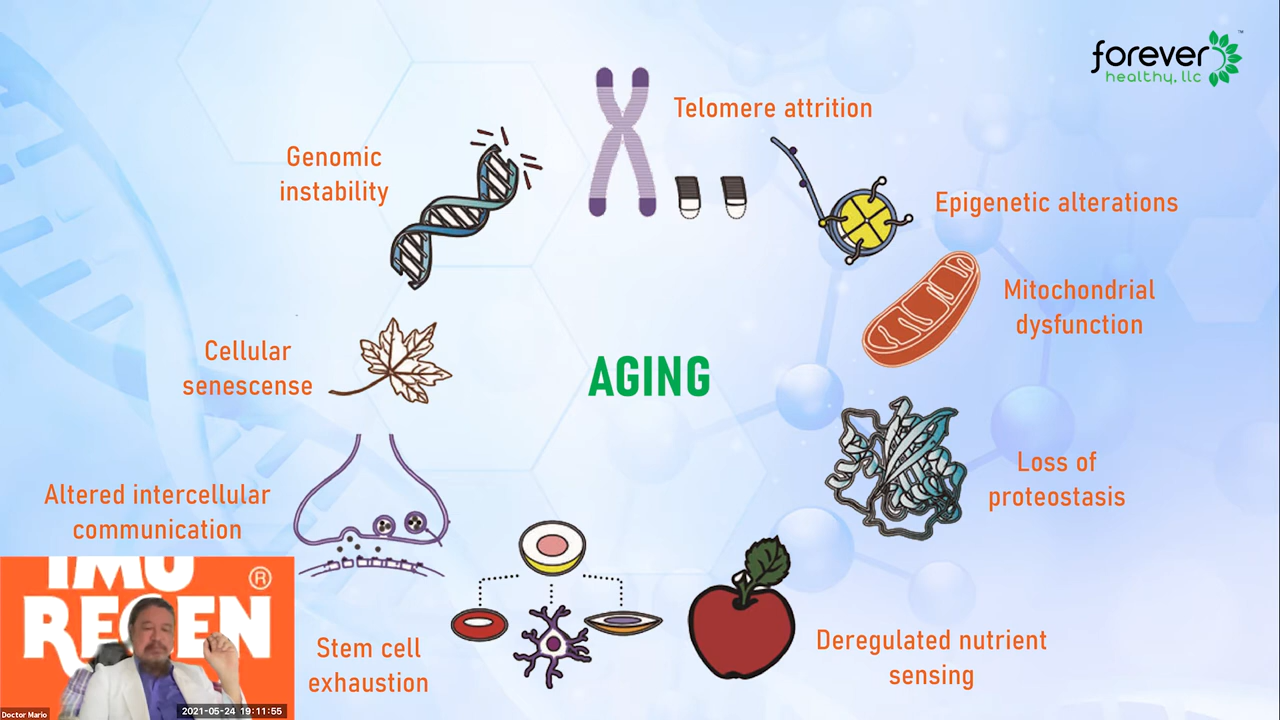 forever
healthy, llc
™
Telomere attrition
Genomic
instability
Epigenetic alterations
Mitochondrial
dysfunction
Cellular
senescense
AGING
Loss of
proteostasis
Altered intercellular
communication
Stem cell
exhaustion
Deregulated nutrient
sensing
IMU
®
REGEN
Doctor Mario
2021-05-24 19:11:55